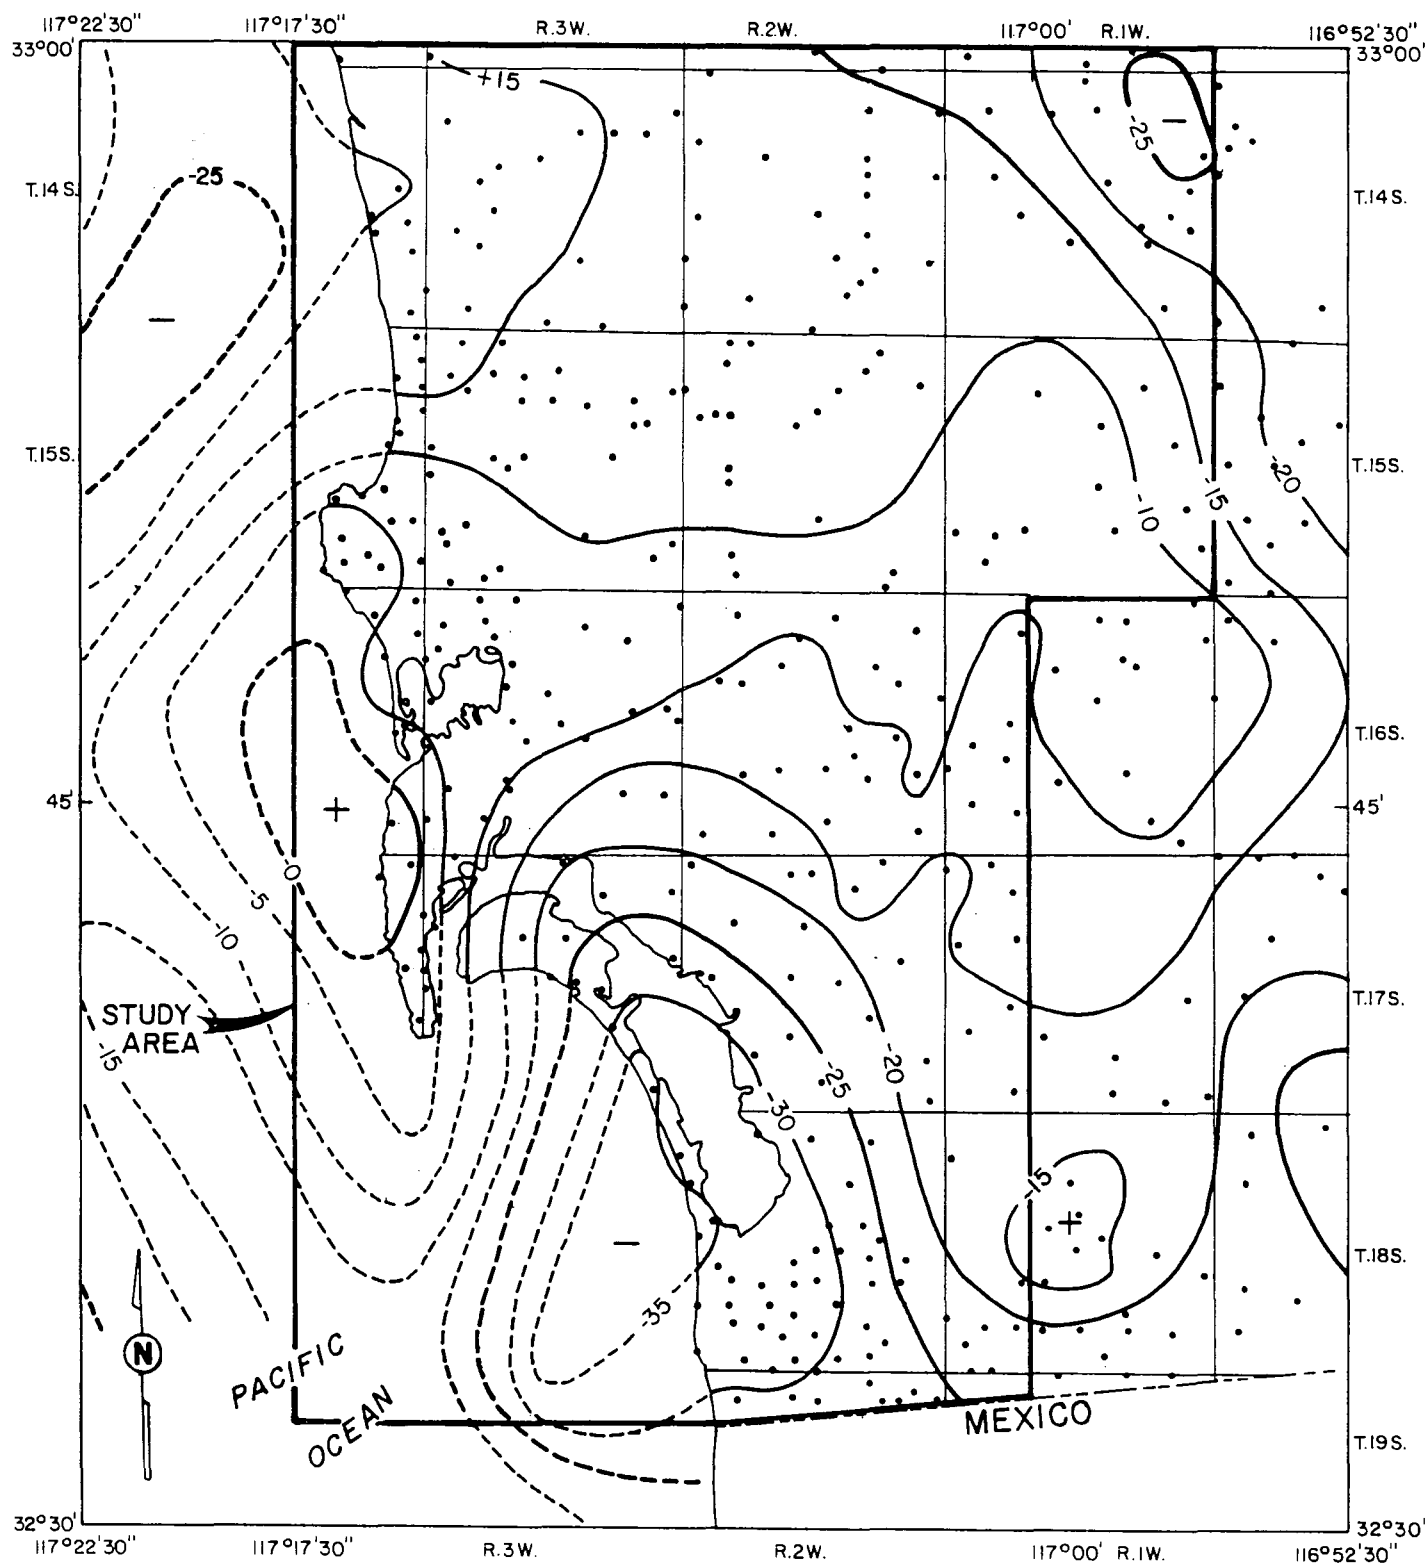 117°22'30" 117°17'30" R.3W. R.2W. 117°00' R.1W. 116°52'30"
33°00' 33°00'
+15
-25
-25
T.14S. T.14S.
T.15S. T.15S.
-20
-15
-10
T.16S.
45' 45'
+
-0
-5
-10
STUDY
AREA
T.17S.
-15
-20
-25
-30
-15
+
T.18S.
-35
N
PACIFIC
OCEAN
MEXICO
T.19S.
32°30' 32°30'
117°22'30" 117°17'30" R.3W. R.2W. 117°00' R.1W. 116°52'30"